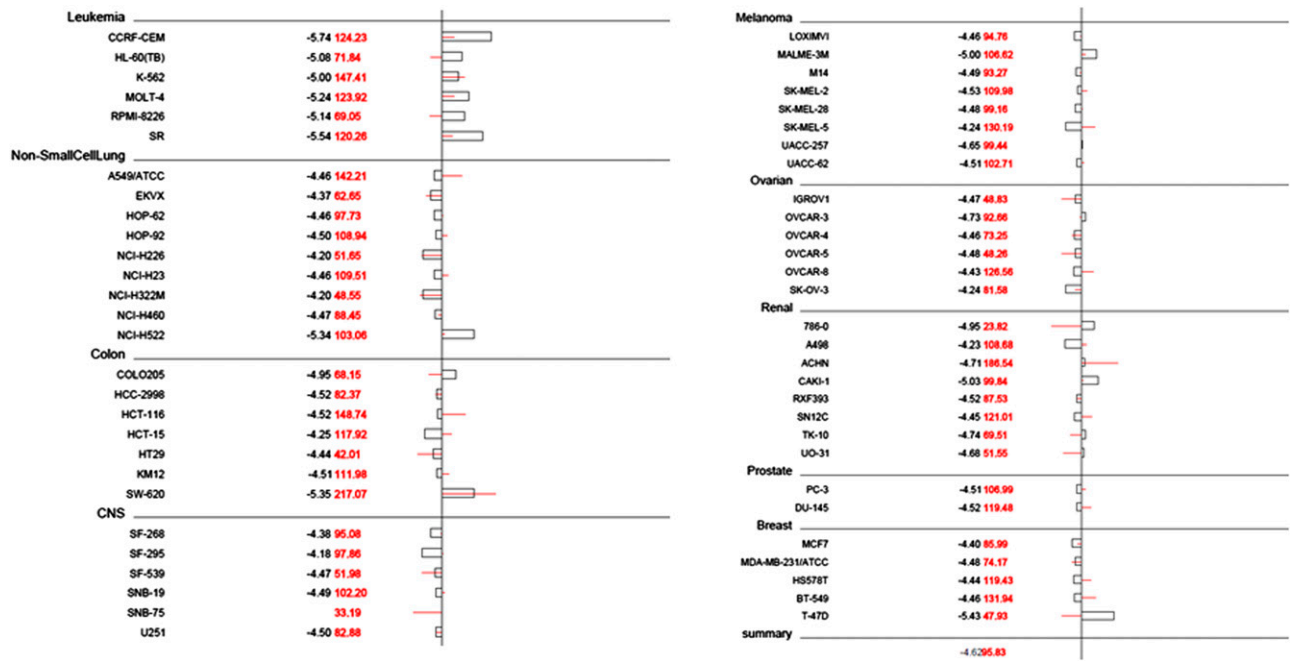 Leukemia
CCRF-CEM -5.74 124.23
HL-60(TB) -5.08 71.84
K-562 -5.00 147.41
MOLT-4 -5.24 123.92
RPMI-8226 -5.14 69.05
SR -5.54 120.26
Non-SmallCellLung
A549/ATCC -4.46 142.21
EKVX -4.37 62.65
HOP-62 -4.46 97.73
HOP-92 -4.50 108.94
NCI-H226 -4.20 51.65
NCI-H23 -4.46 109.51
NCI-H322M -4.20 48.55
NCI-H460 -4.47 88.45
NCI-H522 -5.34 103.06
Colon
COLO205 -4.95 68.15
HCC-2998 -4.52 82.37
HCT-116 -4.52 148.74
HCT-15 -4.25 117.92
HT29 -4.44 42.01
KM12 -4.51 111.98
SW-620 -5.35 217.07
CNS
SF-268 -4.38 95.08
SF-295 -4.18 97.86
SF-539 -4.47 51.98
SNB-19 -4.49 102.20
SNB-75 33.19
U251 -4.50 82.88
Melanoma
LOXIMVI -4.46 94.76
MALME-3M -5.00 106.62
M14 -4.49 93.27
SK-MEL-2 -4.53 109.98
SK-MEL-28 -4.48 99.16
SK-MEL-5 -4.24 130.19
UACC-257 -4.65 99.44
UACC-62 -4.51 102.71
Ovarian
IGROV1 -4.47 48.83
OVCAR-3 -4.73 92.66
OVCAR-4 -4.46 73.25
OVCAR-5 -4.48 48.26
OVCAR-8 -4.43 126.56
SK-OV-3 -4.24 81.58
Renal
786-0 -4.95 23.82
A498 -4.23 108.68
ACHN -4.71 186.54
CAKI-1 -5.03 99.84
RXF393 -4.52 87.53
SN12C -4.45 121.01
TK-10 -4.74 69.51
UO-31 -4.68 51.55
Prostate
PC-3 -4.51 106.99
DU-145 -4.52 119.48
Breast
MCF7 -4.40 85.99
MDA-MB-231/ATCC -4.48 74.17
HS578T -4.44 119.43
BT-549 -4.46 131.94
T-47D -5.43 47.93
summary
-4.6295.83